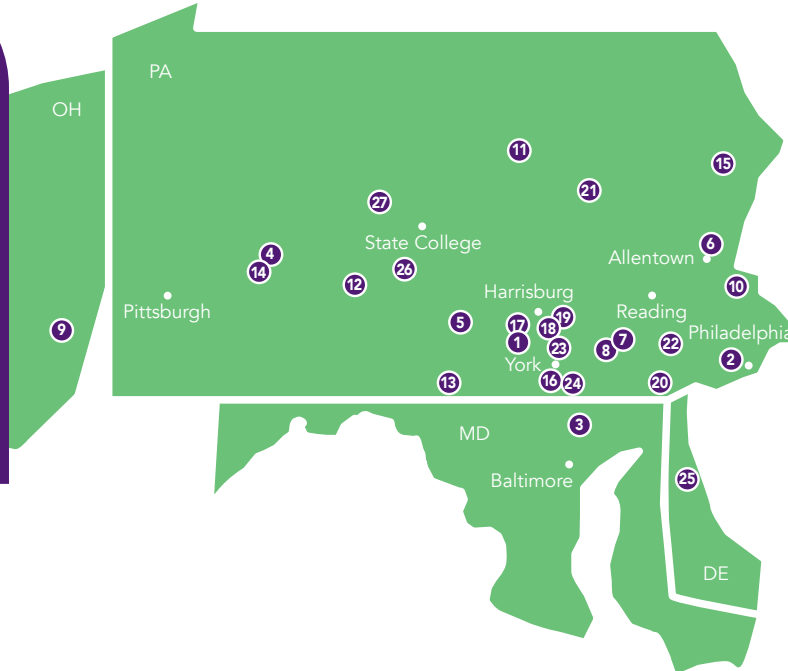 PA
OH
11
15
21
27
State College
6
4
Allentown
14
26
12
10
Harrisburg
Pittsburgh
Reading
19
5
17
18
9
Philadelphia
7
1
22
23
8
2
York
16
24
13
20
3
MD
Baltimore
25
DE